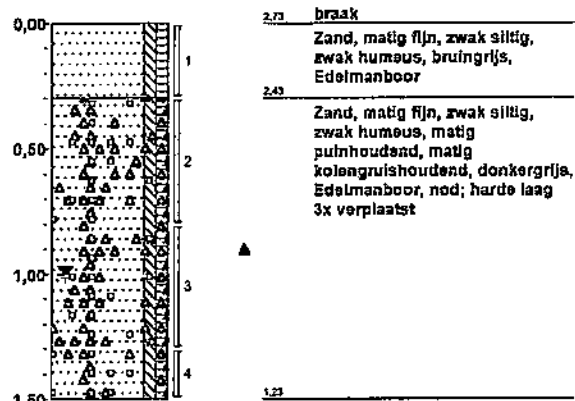 0,00
2,73 braak
Zand, matig fijn, zwak siltig,
zwak humeus, bruingrijs,
Edelmanboor
1
2,43
Zand, matig fijn, zwak siltig,
zwak humeus, matig
puinhoudend, matig
kolengruishoudend, donkergrijs,
Edelmanboor, nod; harde laag
3x verplaatst
0,50
2
1,00
3
4
1,50
1,23